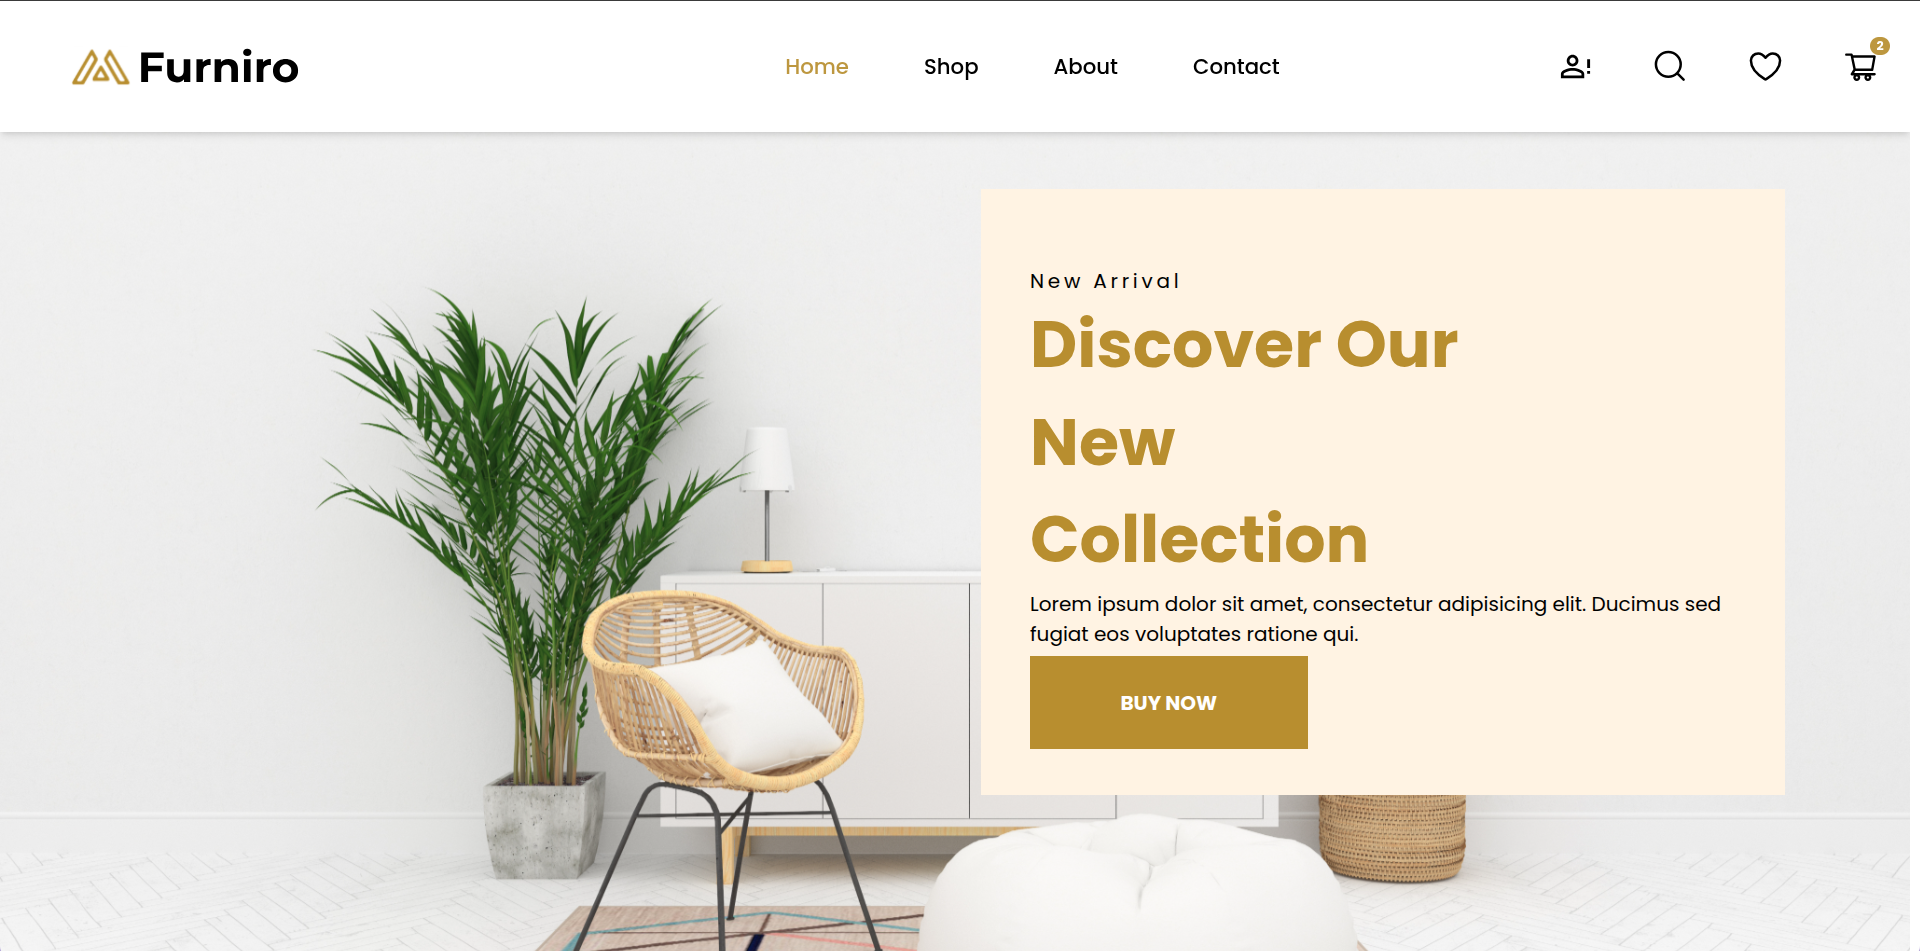 Furniro
Home Shop About Contact
2
New Arrival
Discover Our
New
Collection
Lorem ipsum dolor sit amet, consectetur adipisicing elit. Ducimus sed
fugiat eos voluptates ratione qui.
BUY NOW